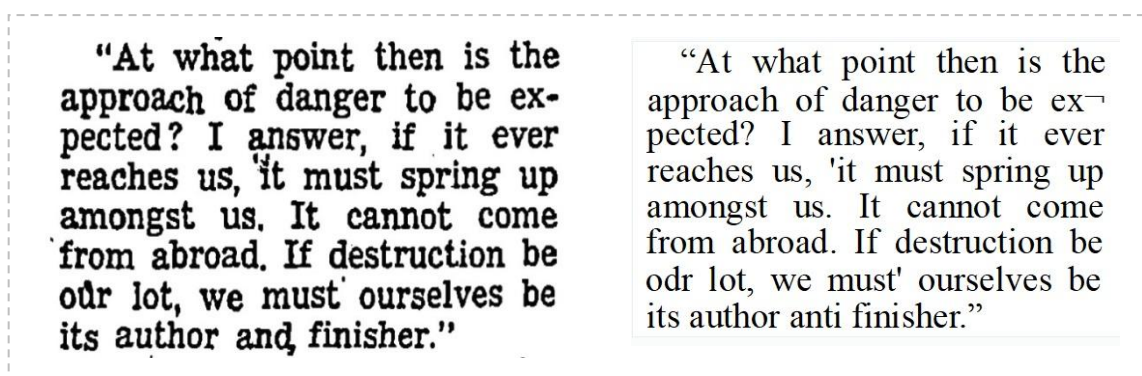 “At what point then is the
approach of danger to be ex-
pected? I answer, if it ever
reaches us, 'it must spring up
amongst us. It cannot come
from abroad. If destruction be
odr lot, we must ourselves be
its author and finisher.”
“At what point then is the
approach of danger to be ex¬
pected? I answer, if it ever
reaches us, 'it must spring up
amongst us. It cannot come
from abroad. If destruction be
odr lot, we must' ourselves be
its author anti finisher.”